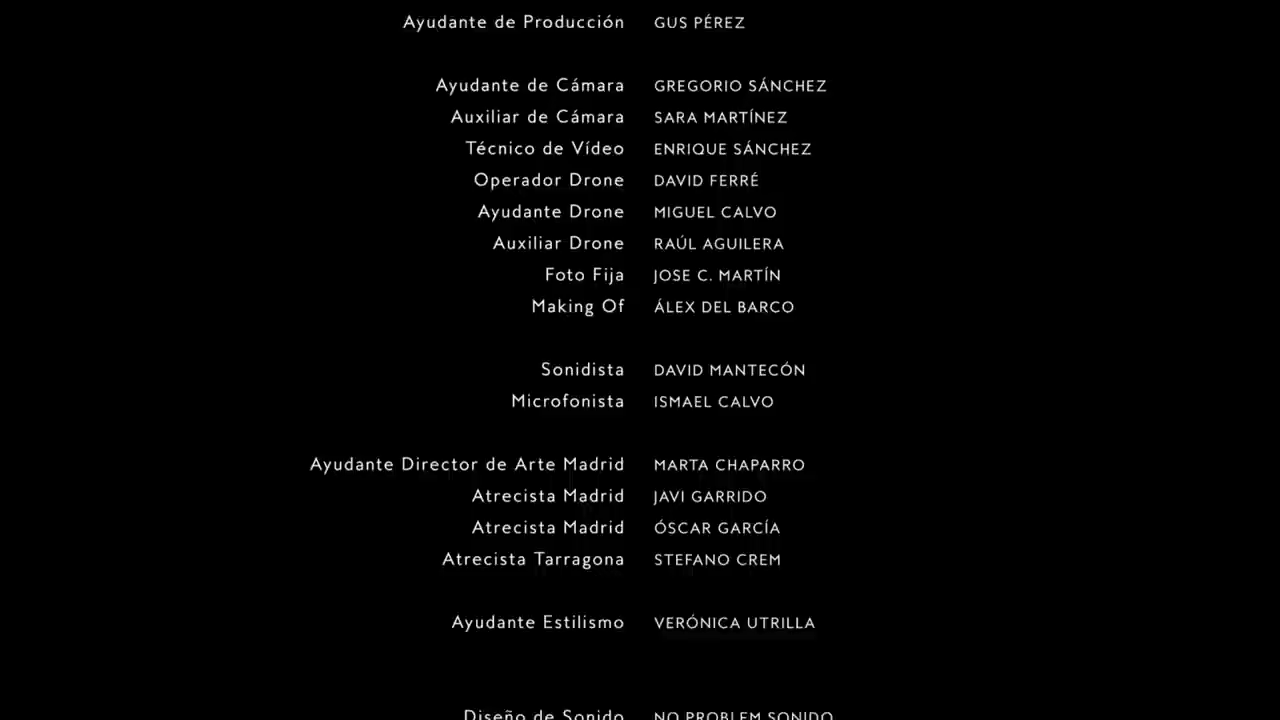 Ayudante de Producción GUS PÉREZ
Ayudante de Cámara GREGORIO SÁNCHEZ
Auxiliar de Cámara SARA MARTÍNEZ
Técnico de Vídeo ENRIQUE SÁNCHEZ
Operador Drone DAVID FERRÉ
Ayudante Drone MIGUEL CALVO
Auxiliar Drone RAÚL AGUILERA
Foto Fija JOSE C. MARTÍN
Making Of ÁLEX DEL BARCO
Sonidista DAVID MANTECÓN
Microfonista ISMAEL CALVO
Ayudante Director de Arte Madrid MARTA CHAPARRO
Atrecista Madrid JAVI GARRIDO
Atrecista Madrid ÓSCAR GARCÍA
Atrecista Tarragona STEFANO CREM
Ayudante Estilismo VERÓNICA UTRILLA
Diseño de Sonido NO PROBLEM SONIDO